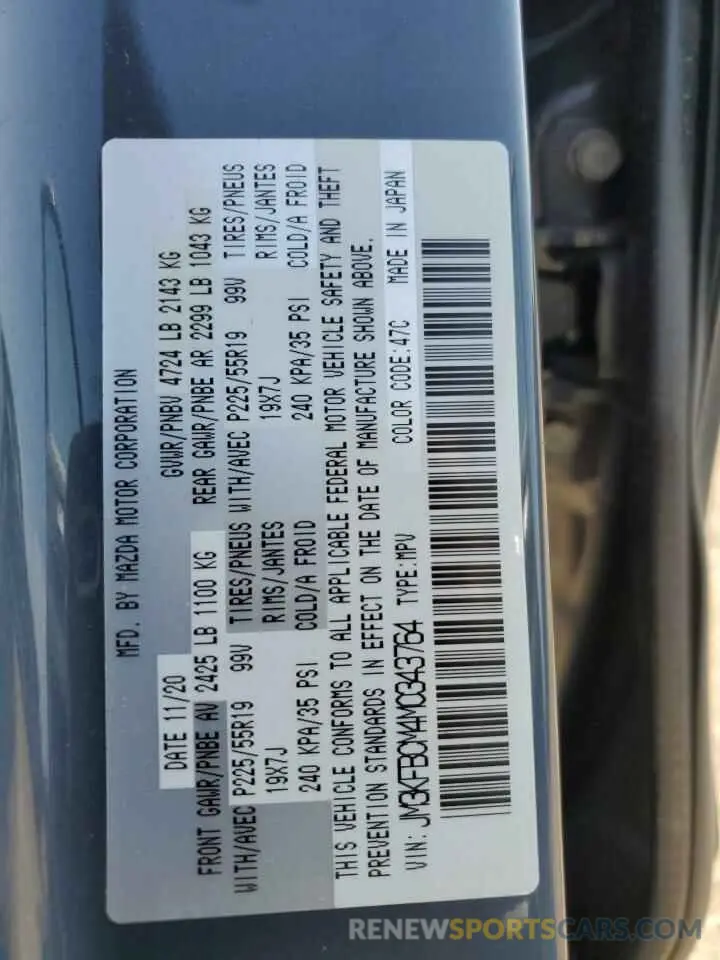 MFD. BY MAZDA MOTOR CORPORATION
DATE 11/20 GVWR/PNBV 4724 LB 2143 KG
FRONT GAWR/PNBE AV 2425 LB 1100 KG REAR GAWR/PNBE AR 2299 LB 1043 KG
WITH/AVEC P225/55R19 99V TIRES/PNEUS WITH/AVEC P225/55R19 99V TIRES/PNEUS
19X7J RIMS/JANTES 19X7J RIMS/JANTES
240 KPA/35 PSI COLD/A FROID 240 KPA/35 PSI COLD/A FROID
THIS VEHICLE CONFORMS TO ALL APPLICABLE FEDERAL MOTOR VEHICLE SAFETY AND THEFT
PREVENTION STANDARDS IN EFFECT ON THE DATE OF MANUFACTURE SHOWN ABOVE.
VIN: JM3KFBCM4M0343764 TYPE:MPV COLOR CODE:47C MADE IN JAPAN
RENEWSPORTSCARS.COM